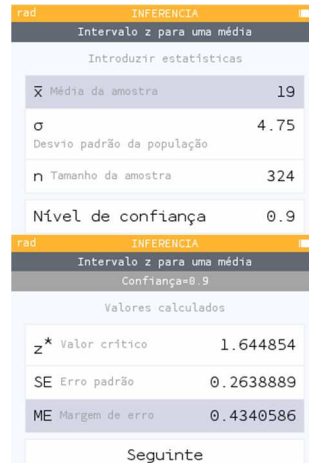 rad INFERENCIA
Intervalo z para uma média
Introduzir estatísticas
x̅ Média da amostra 19
σ 4.75
Desvio padrão da população
n Tamanho da amostra 324
Nível de confiança 0.9
rad INFERENCIA
Intervalo z para uma média
Confiança=0.9
Valores calculados
z* Valor crítico 1.644854
SE Erro padrão 0.2638889
ME Margem de erro 0.4340586
Seguinte